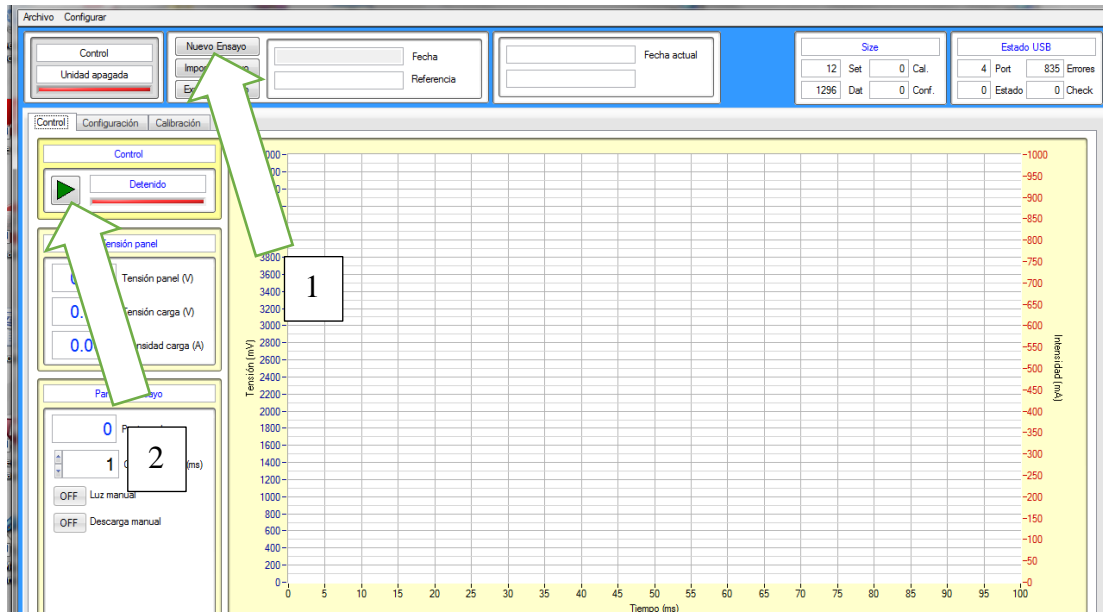 Archivo Configurar
Control
Unidad apagada
Nuevo Ensayo
Fecha
Referencia
Fecha actual
Size
12 Set 0 Cal.
1296 Dat 0 Conf.
Estado USB
4 Port 835 Errores
0 Estado 0 Check
Control Configuración Calibración
Control
Detenido
panel
Tensión panel (V)
carga (V)
carga (A)
0
1 (ms)
OFF Luz manual
OFF Descarga manual
1
2
Tensión (mV)
3800
3600
3400
3200
3000
2800
2600
2400
2200
2000
1800
1600
1400
1200
1000
800
600
400
200
0
0 5 10 15 20 25 30 35 40 45 50 55 60 65 70 75 80 85 90 95 100
Tiempo (ms)
1000
950
900
850
800
750
700
650
600
550
500
450
400
350
300
250
200
150
100
50
0
Intensidad (mA)